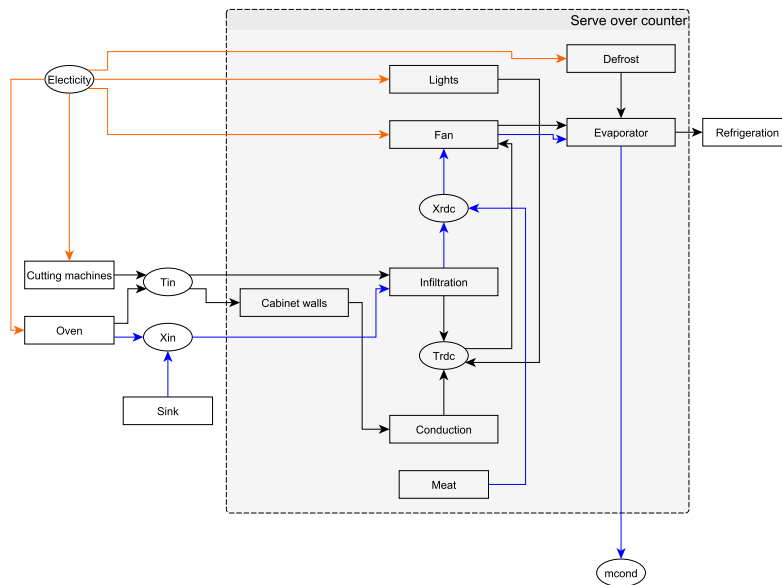 Serve over counter
Defrost
Electicity
Lights
Fan
Evaporator
Refrigeration
Xrdc
Cutting machines
Tin
Infiltration
Cabinet walls
Oven
Xin
Trdc
Sink
Conduction
Meat
mcond